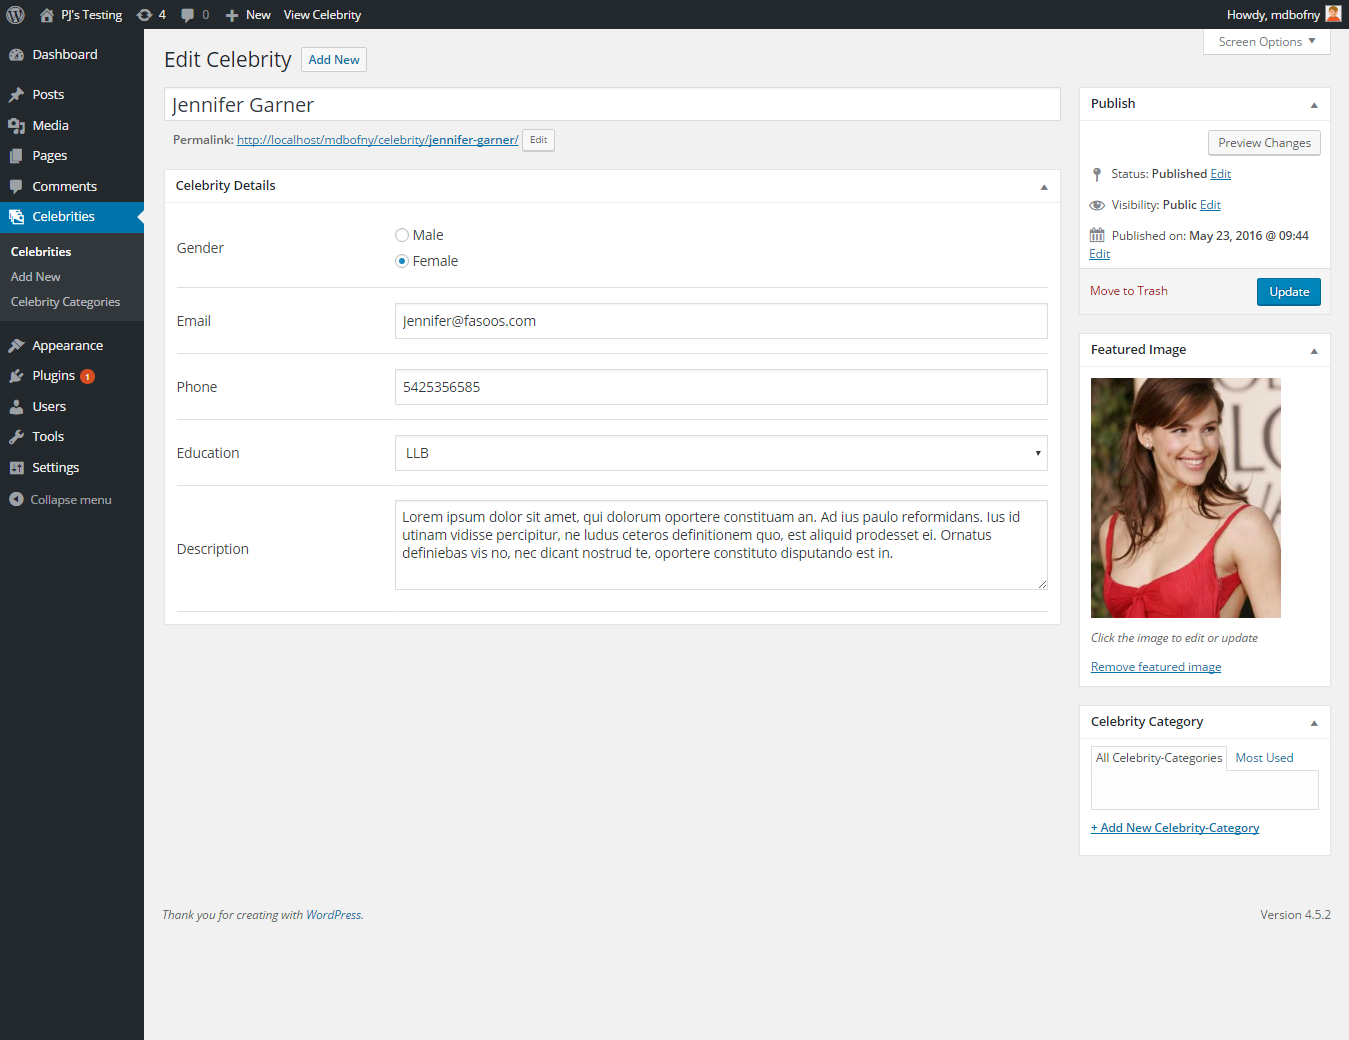 PJ's Testing 4 0 New View Celebrity Howdy, mdbofny
Screen Options
Dashboard
Posts
Media
Pages
Comments
Celebrities
Celebrities
Add New
Celebrity Categories
Appearance
Plugins 1
Users
Tools
Settings
Collapse menu
Edit Celebrity Add New
Jennifer Garner
Permalink: http://localhost/mdbofny/celebrity/jennifer-garner/ Edit
Celebrity Details
Gender
Male
Female
Email Jennifer@fasoos.com
Phone 5425356585
Education LLB
Description
Lorem ipsum dolor sit amet, qui dolorum oportere constituam an. Ad ius paulo reformidans. Ius id
utinam vidisse percipitur, ne ludus ceteros definitionem quo, est aliquid prodesset ei. Ornatus
definiebas vis no, nec dicant nostrud te, oportere constituto disputando est in.
Publish
Preview Changes
Status: Published Edit
Visibility: Public Edit
Published on: May 23, 2016 @ 09:44
Edit
Move to Trash Update
Featured Image
Click the image to edit or update
Remove featured image
Celebrity Category
All Celebrity-Categories Most Used
+ Add New Celebrity-Category
Thank you for creating with WordPress. Version 4.5.2